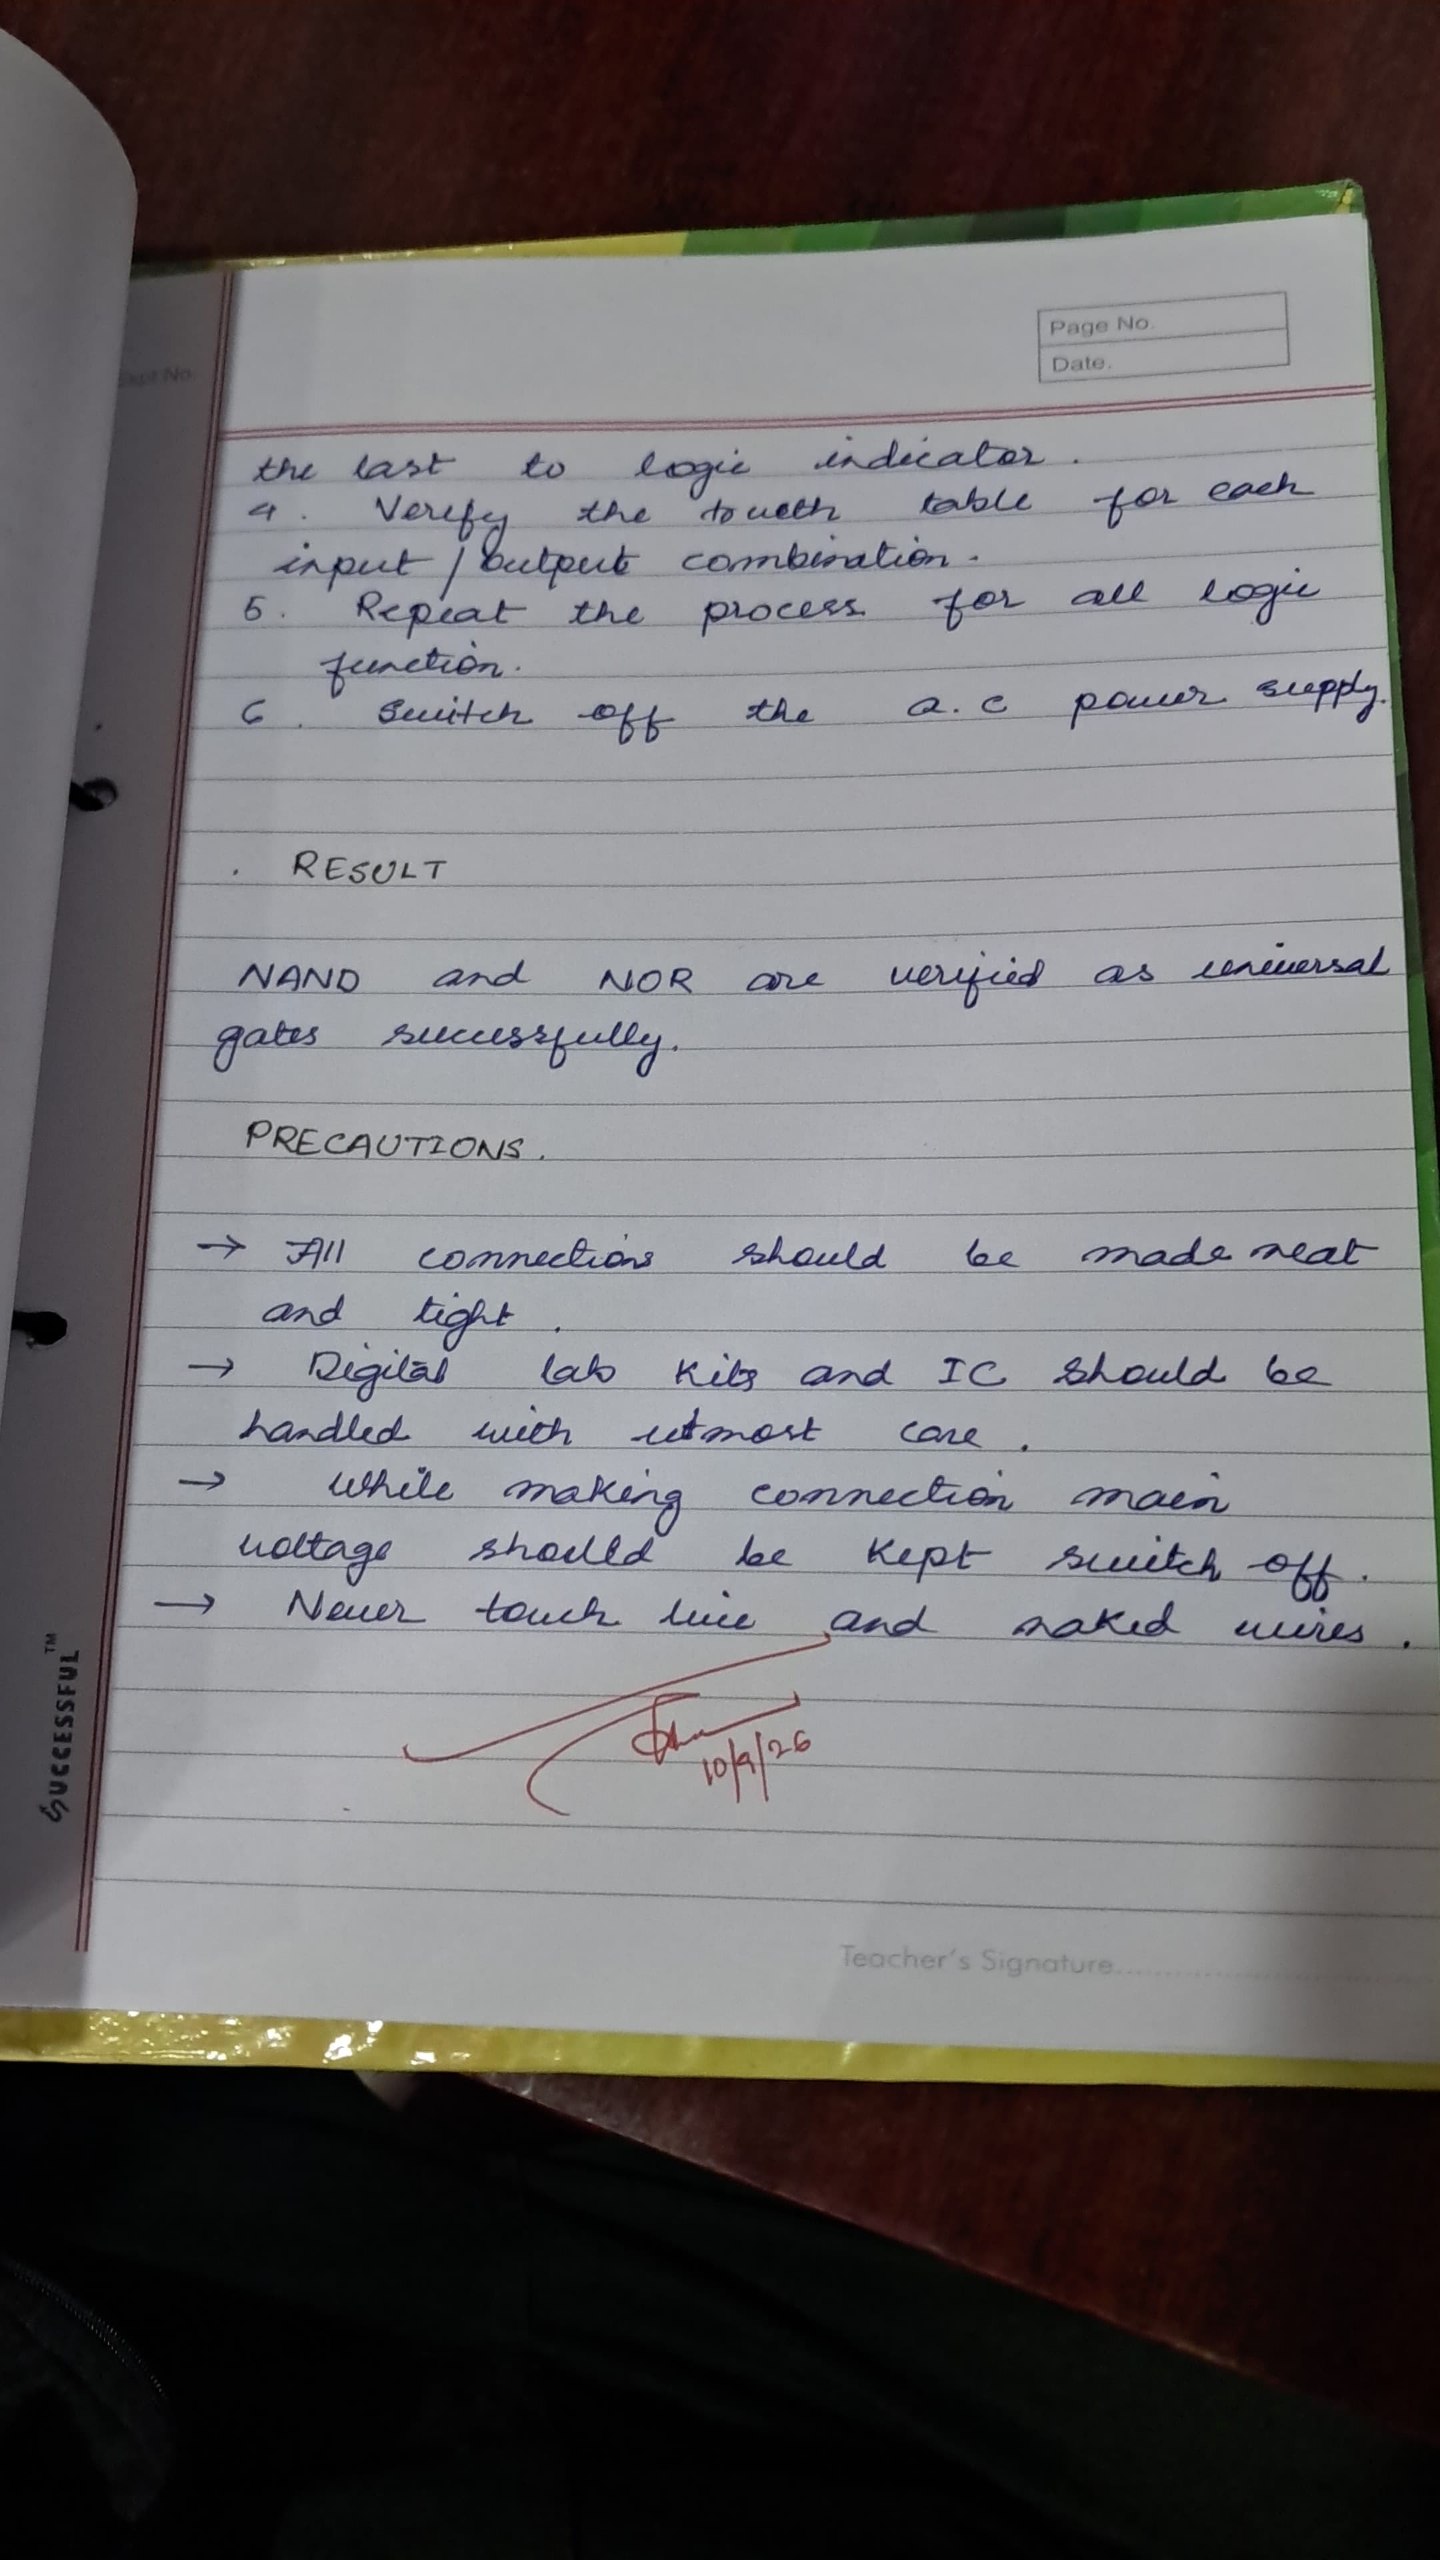 Page No.
Date.
Expt No.
the last to logic indicator.
4. Verify the truth table for each
input / output combination.
5. Repeat the process for all logic
function.
6. Switch off the a.c power supply.
RESULT
NAND and NOR are verified as universal
gates successfully.
PRECAUTIONS.
→ All connections should be made neat
and tight.
→ Digital lab kits and IC should be
handled with utmost care.
→ While making connection main
voltage should be kept switch off.
→ Never touch live and naked wires.
10/9/26
Teacher's Signature
SUCCESSFUL™